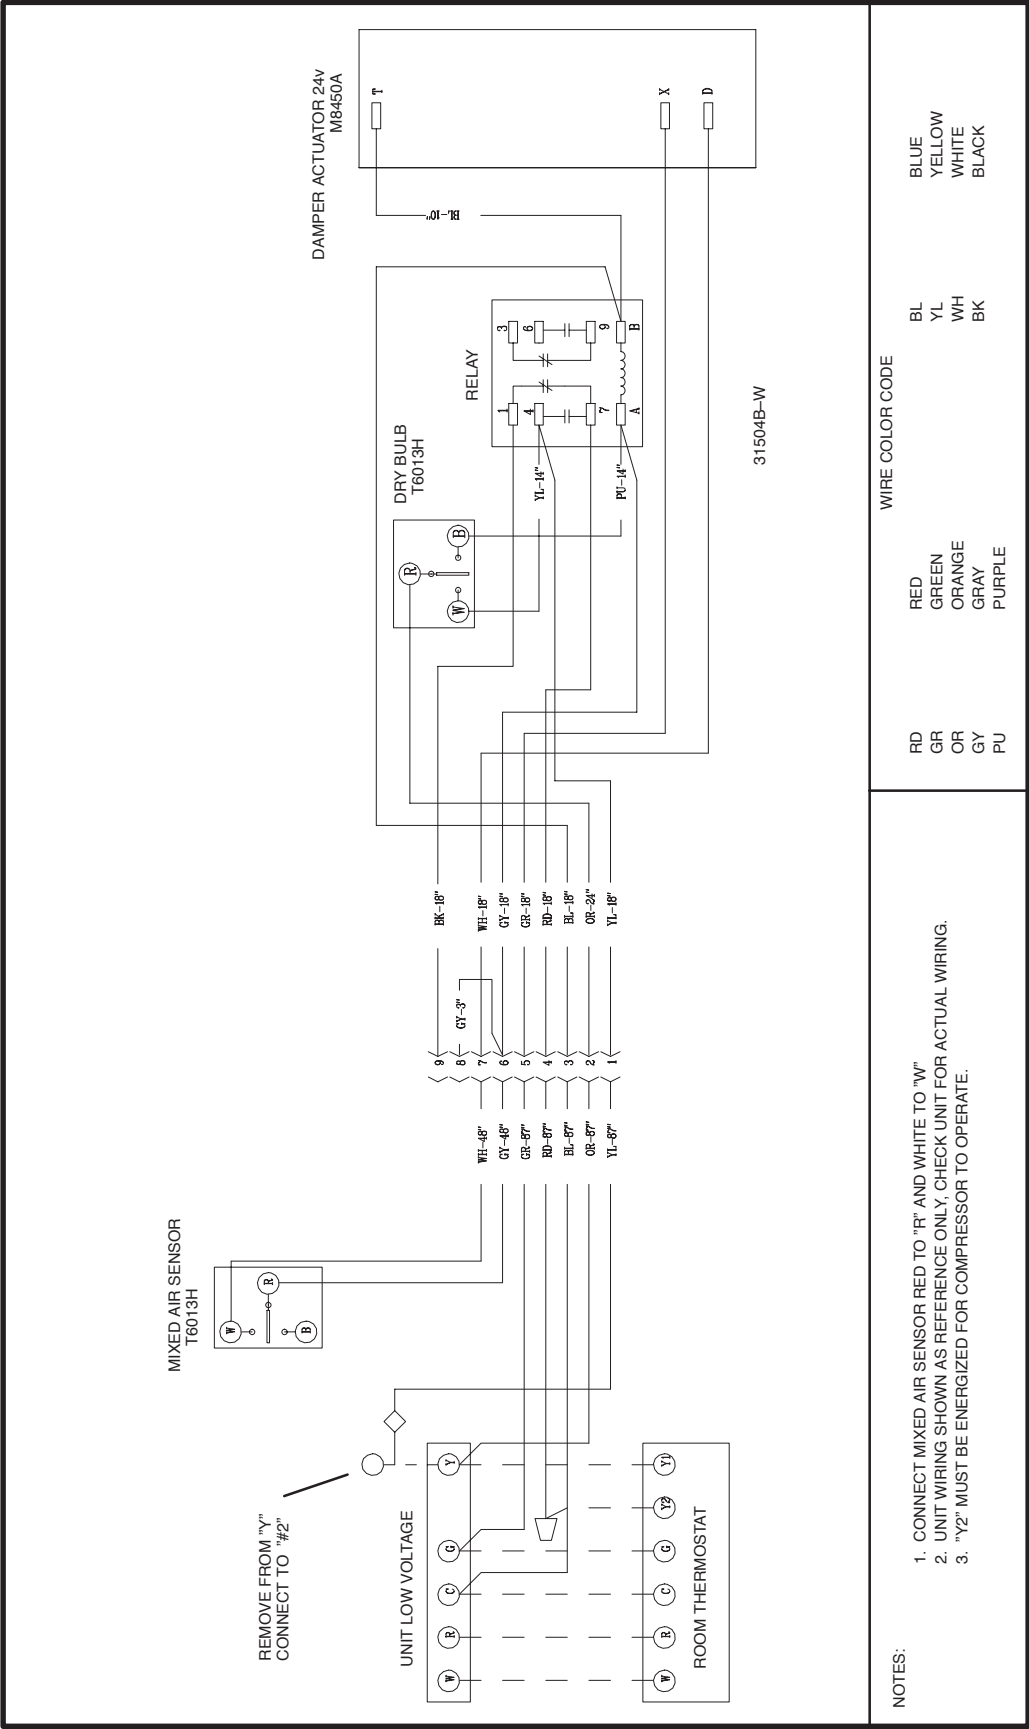 DAMPER ACTUATOR 24v
M8450A
T
X
D
BL-10"
RELAY
3
6
9
B
1
4
7
A
DRY BULB
T6013H
R
B
W
YL-14"
PU-14"
31504B-W
BK-18"
WH-18"
GY-18"
GR-18"
RD-18"
BL-18"
OR-24"
YL-18"
GY-3"
9
8
7
6
5
4
3
2
1
WH-48"
GY-48"
GR-87"
RD-87"
BL-87"
OR-87"
YL-87"
MIXED AIR SENSOR
T6013H
W
R
B
REMOVE FROM "Y"
CONNECT TO "#2"
UNIT LOW VOLTAGE
W
R
C
G
Y
ROOM THERMOSTAT
W
R
C
G
Y2
Y1
NOTES:
1. CONNECT MIXED AIR SENSOR RED TO "R" AND WHITE TO "W"
2. UNIT WIRING SHOWN AS REFERENCE ONLY, CHECK UNIT FOR ACTUAL WIRING.
3. "Y2" MUST BE ENERGIZED FOR COMPRESSOR TO OPERATE.
WIRE COLOR CODE
RD RED BL BLUE
GR GREEN YL YELLOW
OR ORANGE WH WHITE
GY GRAY BK BLACK
PU PURPLE